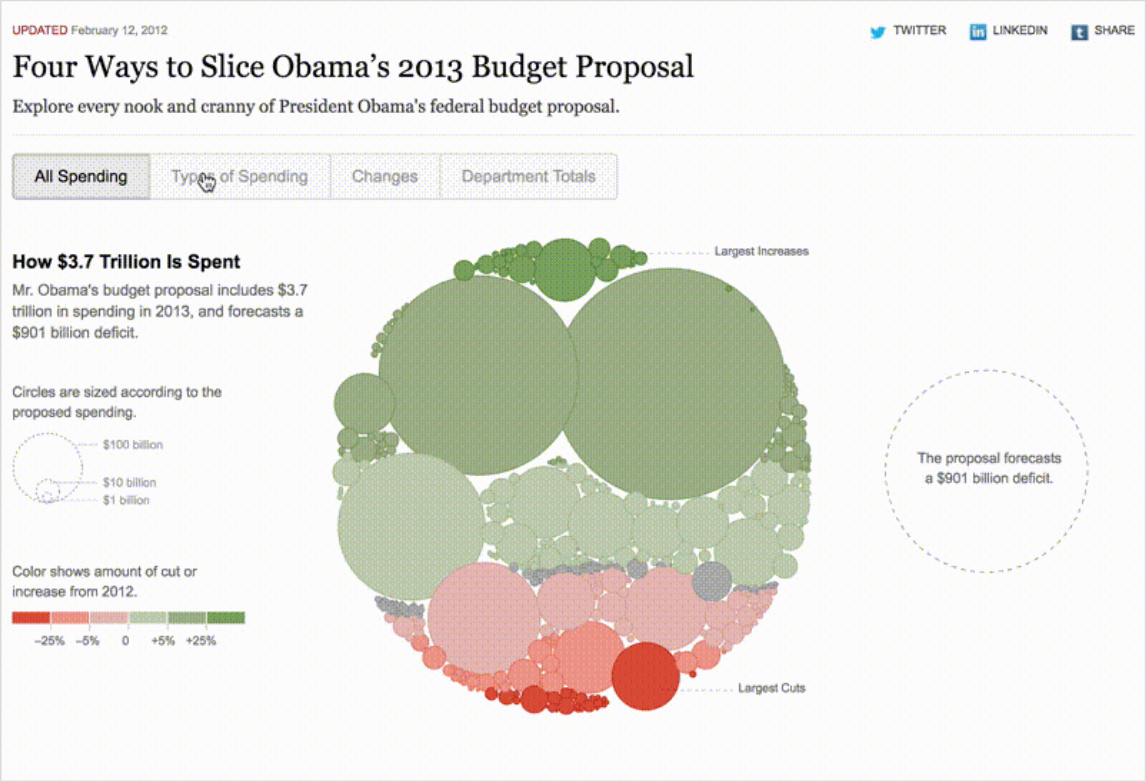 UPDATED February 12, 2012
TWITTER
LINKEDIN
SHARE
Four Ways to Slice Obama's 2013 Budget Proposal
Explore every nook and cranny of President Obama's federal budget proposal.
All Spending
Types of Spending
Changes
Department Totals
How $3.7 Trillion Is Spent
Mr. Obama's budget proposal includes $3.7
trillion in spending in 2013, and forecasts a
$901 billion deficit.
Circles are sized according to the
proposed spending.
$100 billion
$10 billion
$1 billion
Color shows amount of cut or
increase from 2012.
−25% −5% 0 +5% +25%
Largest Increases
Largest Cuts
The proposal forecasts
a $901 billion deficit.